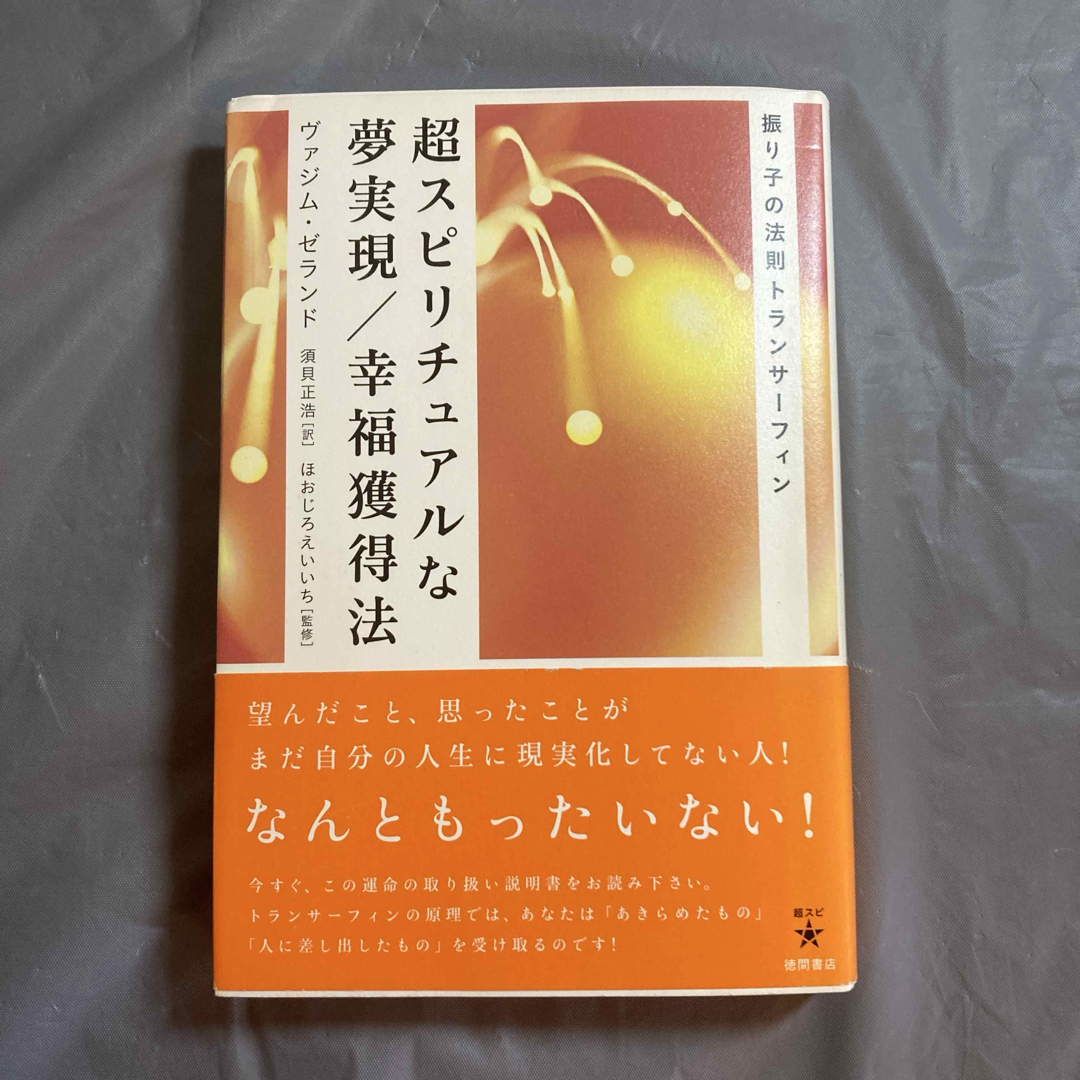 振り子の法則トランサーフィン
超スピリチュアルな
夢実現／幸福獲得法
ヴァジム・ゼランド 須貝正浩[訳] ほおじろえいいち[監修]
望んだこと、思ったことが
まだ自分の人生に現実化してない人！
なんともったいない！
今すぐ、この運命の取り扱い説明書をお読み下さい。
トランサーフィンの原理では、あなたは「あきらめたもの」
「人に差し出したもの」を受け取るのです！
超スピ
徳間書店